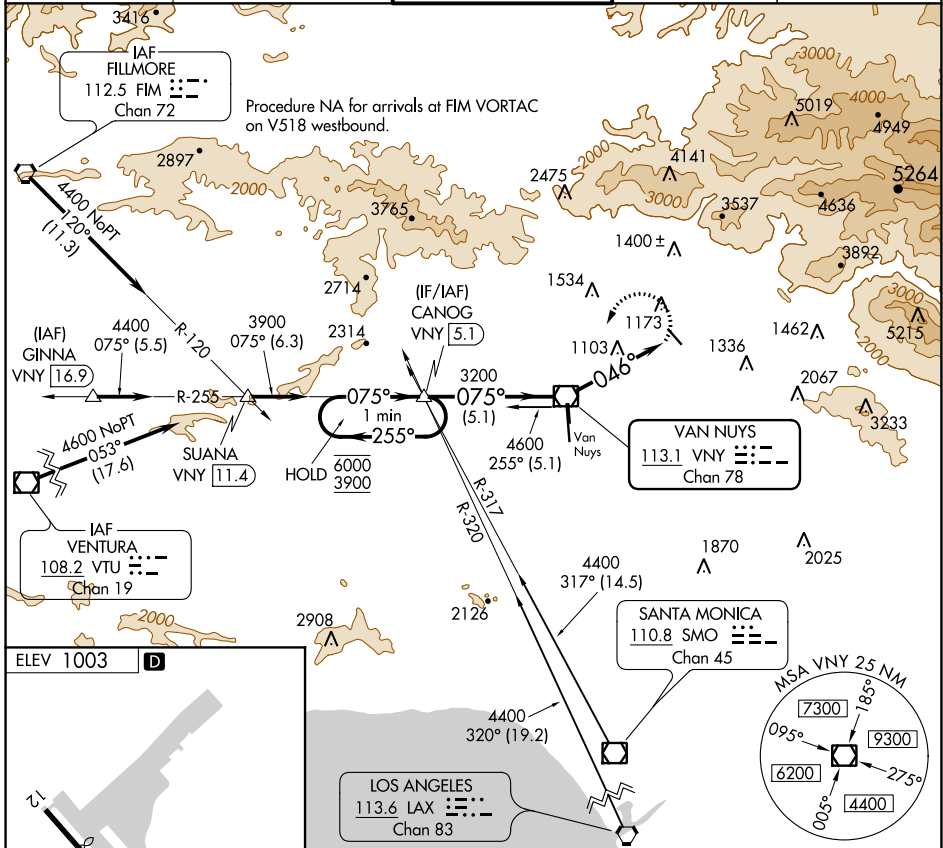 3416
IAF
FILLMORE
112.5 FIM
Chan 72
Procedure NA for arrivals at FIM VORTAC
on V518 westbound.
2897
2000
3765
2714
2314
4400 NoPT
120°
(11.3)
R-120
2475
2000
3000
4141
3000
4000
5019
4949
5264
4636
3537
3892
1400 ±
1534
1173
1103
1336
1462
3000
5215
2000
2067
3233
(IAF)
GINNA
VNY 16.9
4400
075° (5.5)
3900
075° (6.3)
(IF/IAF)
CANOG
VNY 5.1
R-255
075°
1 min
255°
3200
075°
(5.1)
046°
4600
255° (5.1)
Van
Nuys
4600 NoPT
053°
(17.6)
SUANA
VNY 11.4
HOLD
6000
3900
VAN NUYS
113.1 VNY
Chan 78
IAF
VENTURA
108.2 VTU
Chan 19
R-317
R-320
1870
2025
4400
317° (14.5)
2000
2908
2126
SANTA MONICA
110.8 SMO
Chan 45
4400
320° (19.2)
LOS ANGELES
113.6 LAX
Chan 83
MSA VNY 25 NM
7300
185°
095°
9300
6200
275°
005°
4400
ELEV 1003
D
12